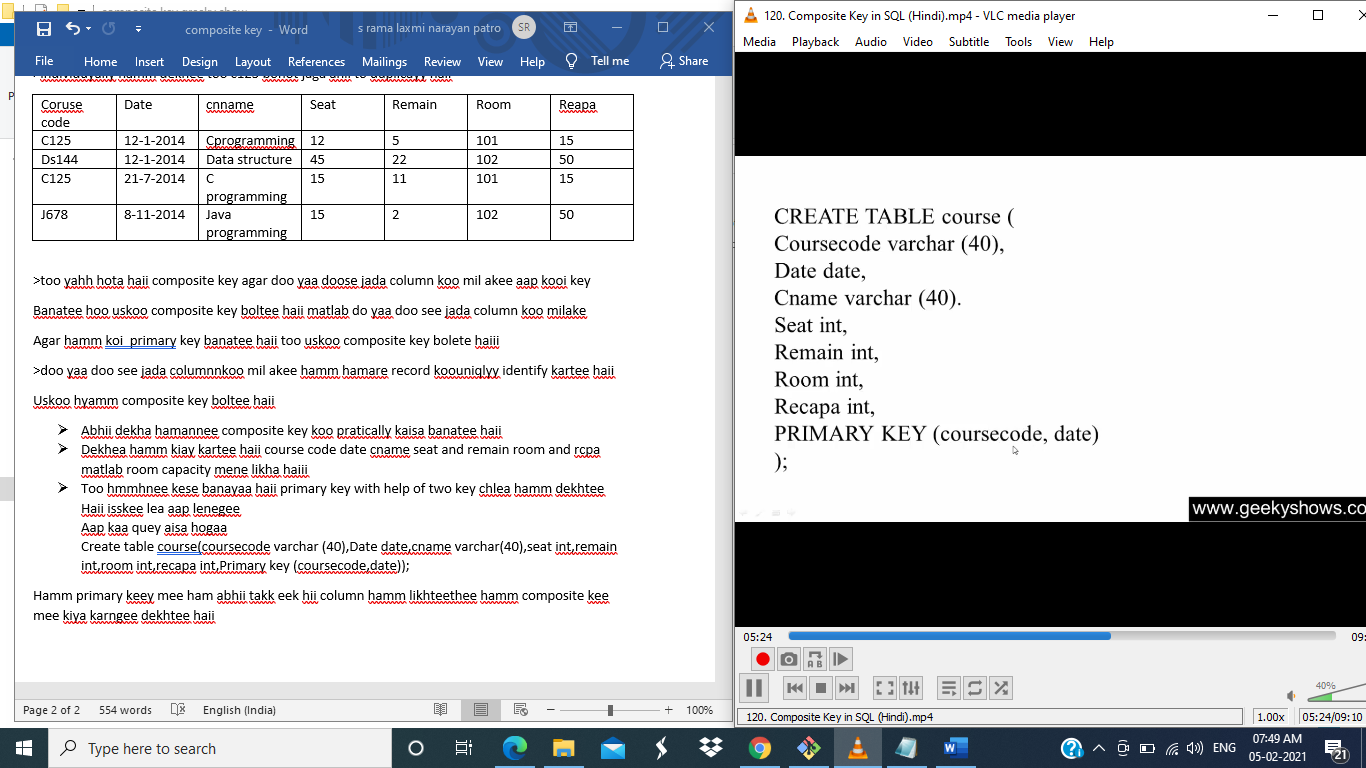 composite key - Word
s rama laxmi narayan patro
SR
File Home Insert Design Layout References Mailings Review View Help Tell me Share
Coruse code Date cnname Seat Remain Room Reapa
C125 12-1-2014 Cprogramming 12 5 101 15
Ds144 12-1-2014 Data structure 45 22 102 50
C125 21-7-2014 C programming 15 11 101 15
J678 8-11-2014 Java programming 15 2 102 50
>too yahh hota haii composite key agar doo yaa doose jada column koo mil akee aap kooi key
Banatee hoo uskoo composite key boltee haii matlab do yaa doo see jada column koo milake
Agar hamm koi primary key banatee haii too uskoo composite key bolete haiii
>doo yaa doo see jada columnnkoo mil akee hamm hamare record koouniqlyy identify kartee haii
Uskoo hyamm composite key boltee haii
Abhii dekha hamannee composite key koo pratically kaisa banatee haii
Dekhea hamm kiay kartee haii course code date cname seat and remain room and rcpa
matlab room capacity mene likha haiii
Too hmmhnee kese banayaa haii primary key with help of two key chlea hamm dekhtee
Haii isskee lea aap lenegee
Aap kaa quey aisa hogaa
Create table course(coursecode varchar (40),Date date,cname varchar(40),seat int,remain
int,room int,recapa int,Primary key (coursecode,date));
Hamm primary keey mee ham abhii takk eek hii column hamm likhteethee hamm composite kee
mee kiya karngee dekhtee haii
Page 2 of 2 554 words English (India) 100%
120. Composite Key in SQL (Hindi).mp4 - VLC media player
Media Playback Audio Video Subtitle Tools View Help
CREATE TABLE course (
Coursecode varchar (40),
Date date,
Cname varchar (40).
Seat int,
Remain int,
Room int,
Recapa int,
PRIMARY KEY (coursecode, date)
);
www.geekyshows.co
05:24 09:
40%
120. Composite Key in SQL (Hindi).mp4 1.00x 05:24/09:10
Type here to search
ENG
07:49 AM
05-02-2021
21